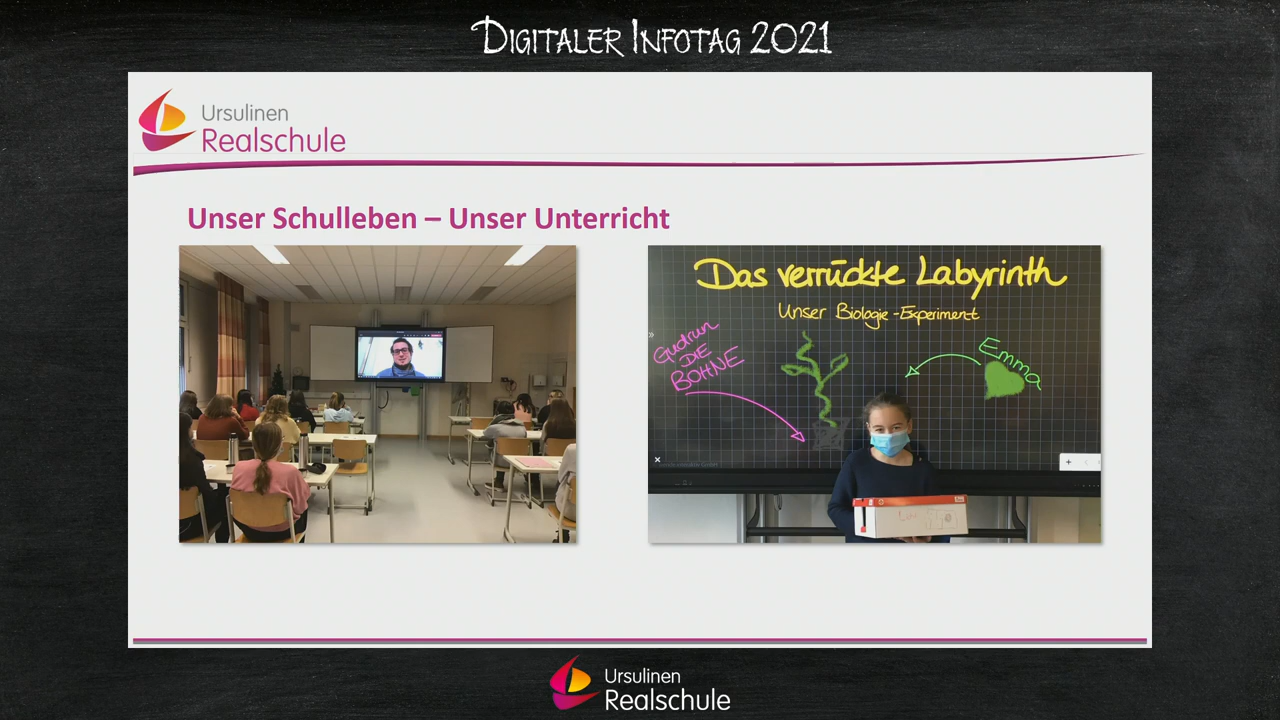 Digitaler Infotag 2021
Ursulinen
Realschule
Unser Schulleben – Unser Unterricht
Das verrückte Labyrinth
Unser Biologie-Experiment
Gudrun
DIE
BOHNE
Emma
Ursulinen
Realschule